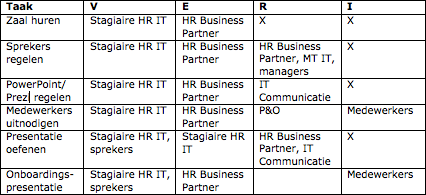 Taak V E R I
Zaal huren Stagiaire HR IT HR Business X X
Partner
Sprekers Stagiaire HR IT HR Business HR Business X
regelen Partner Partner, MT IT,
managers
PowerPoint/ Stagiaire HR IT HR Business IT X
Prezi regelen Partner Communicatie
Medewerkers Stagiaire HR IT HR Business P&O Medewerkers
uitnodigen Partner
Presentatie Stagiaire HR IT, Stagiaire HR HR Business X
oefenen sprekers IT Partner, IT
Communicatie
Onboardings- Stagiaire HR IT, HR Business Medewerkers
presentatie sprekers Partner